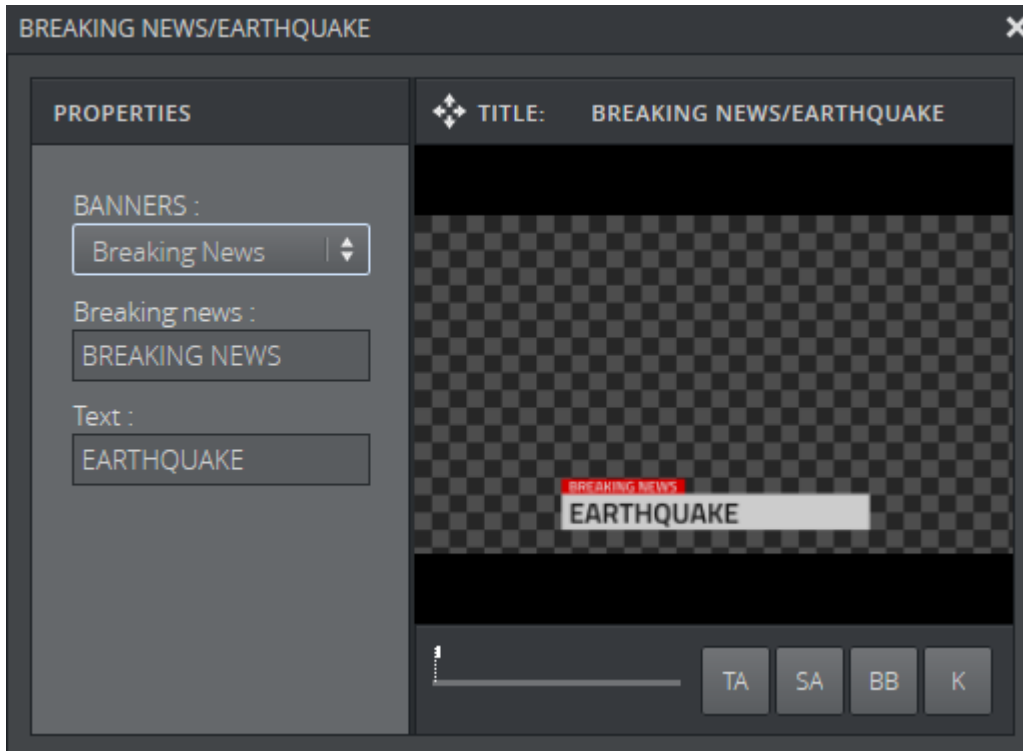 BREAKING NEWS/EARTHQUAKE
PROPERTIES
TITLE: BREAKING NEWS/EARTHQUAKE
BANNERS :
Breaking News
Breaking news :
BREAKING NEWS
Text :
EARTHQUAKE
BREAKING NEWS
EARTHQUAKE
TA SA BB K